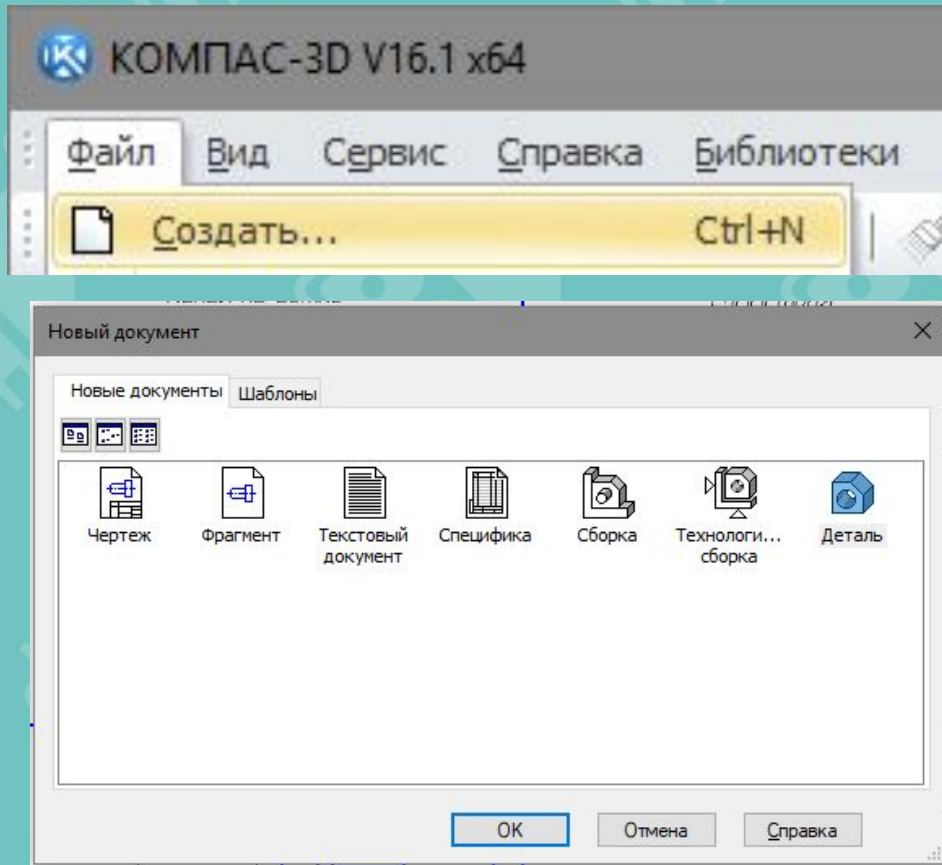 КОМПАС-3D V16.1 x64
Файл Вид Сервис Справка Библиотеки
Создать... Ctrl+N
Новый документ
Новые документы Шаблоны
Чертеж Фрагмент Текстовый документ Специфика Сборка Технологи... сборка Деталь
OK Отмена Справка